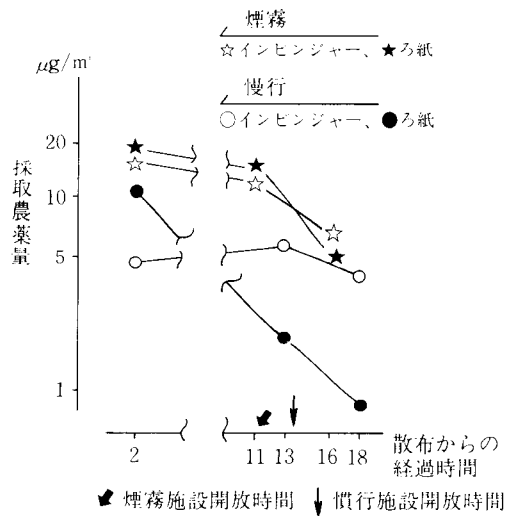 煙霧
☆インピンジャー、★ろ紙
慢行
○インピンジャー、●ろ紙
μg/m³
20
10
5
1
採取農薬量
2 11 13 16 18
散布からの
経過時間
煙霧施設開放時間 慣行施設開放時間